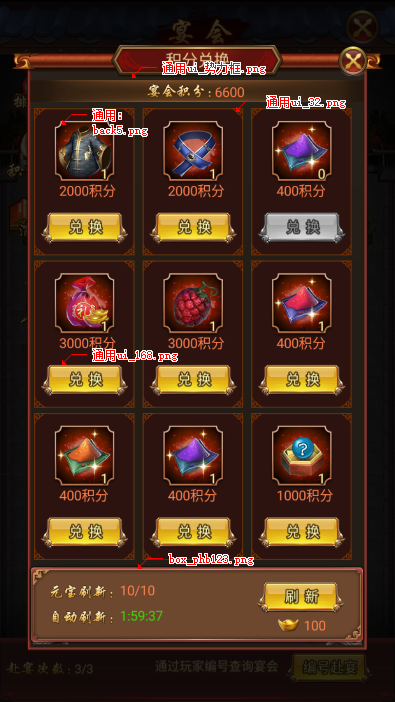 宴会
积分兑换
通用ui_势力框.png
宴会积分:6600
通用ui_32.png
通用:
back5.png
1
1
0
2000积分
2000积分
400积分
兑换
兑换
兑换
1
1
1
3000积分
3000积分
400积分
通用ui_168.png
兑换
兑换
兑换
1
1
1
400积分
400积分
1000积分
兑换
兑换
兑换
box_phb123.png
元宝刷新: 10/10
刷新
自动刷新: 1:59:37
100
赴宴次数: 3/3
通过玩家编号查询宴会
编号赴宴